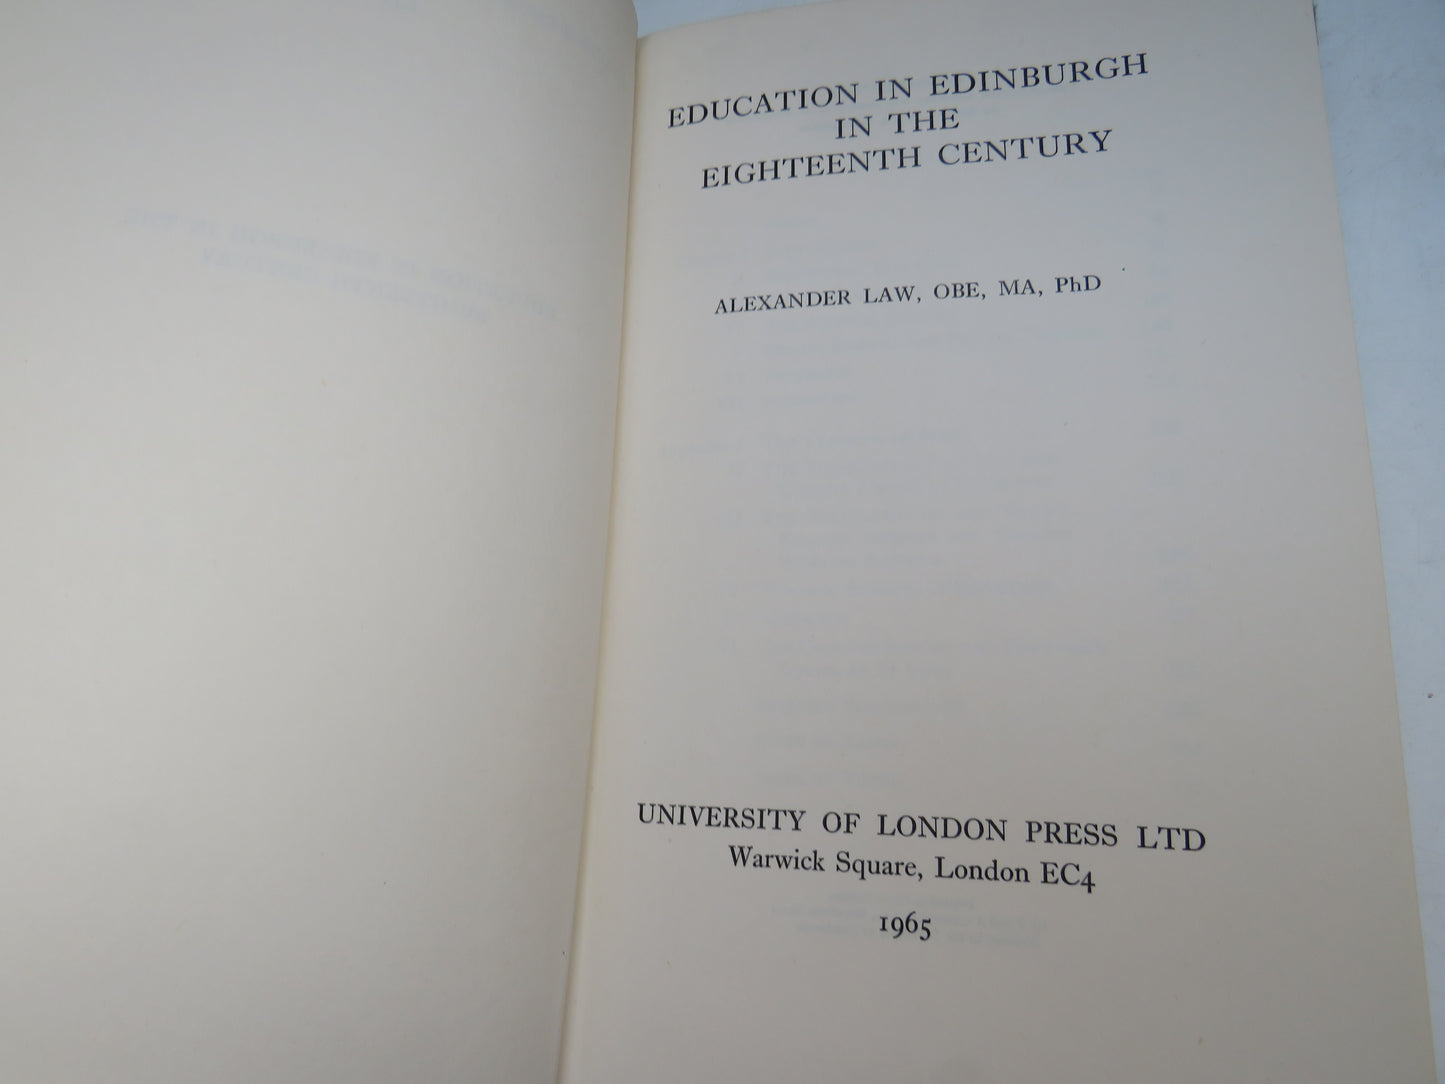 EDUCATION IN EDINBURGH
IN THE
EIGHTEENTH CENTURY
ALEXANDER LAW, OBE, MA, PhD
UNIVERSITY OF LONDON PRESS LTD
Warwick Square, London EC4
1965